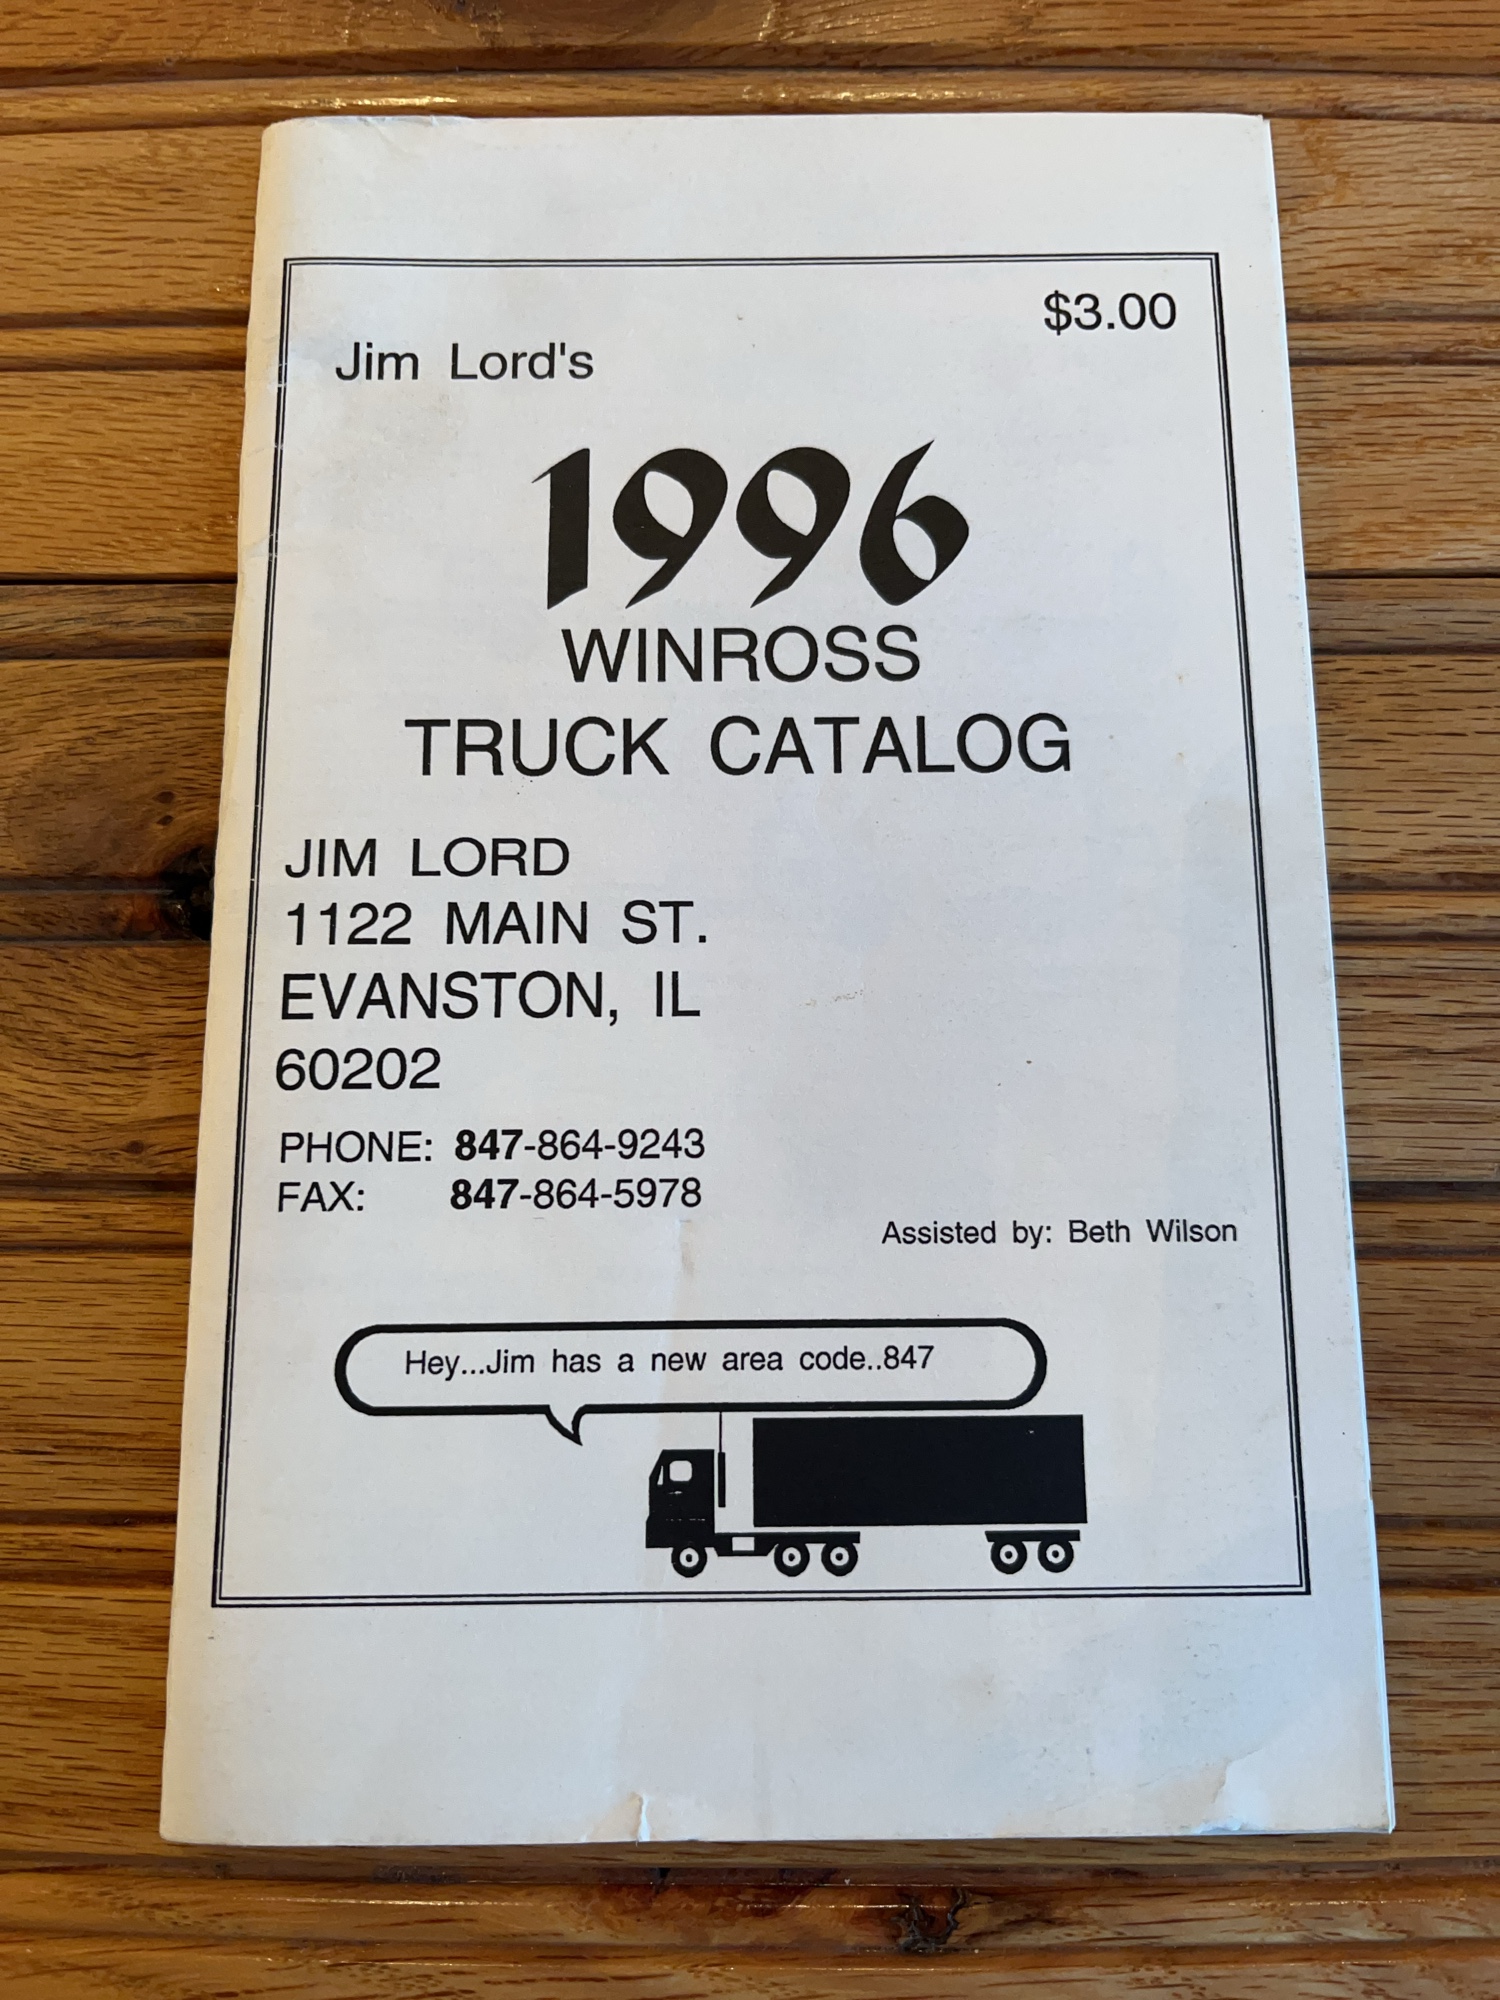 $3.00
Jim Lord's
1996
WINROSS
TRUCK CATALOG
JIM LORD
1122 MAIN ST.
EVANSTON, IL
60202
PHONE: 847-864-9243
FAX: 847-864-5978
Assisted by: Beth Wilson
Hey...Jim has a new area code..847